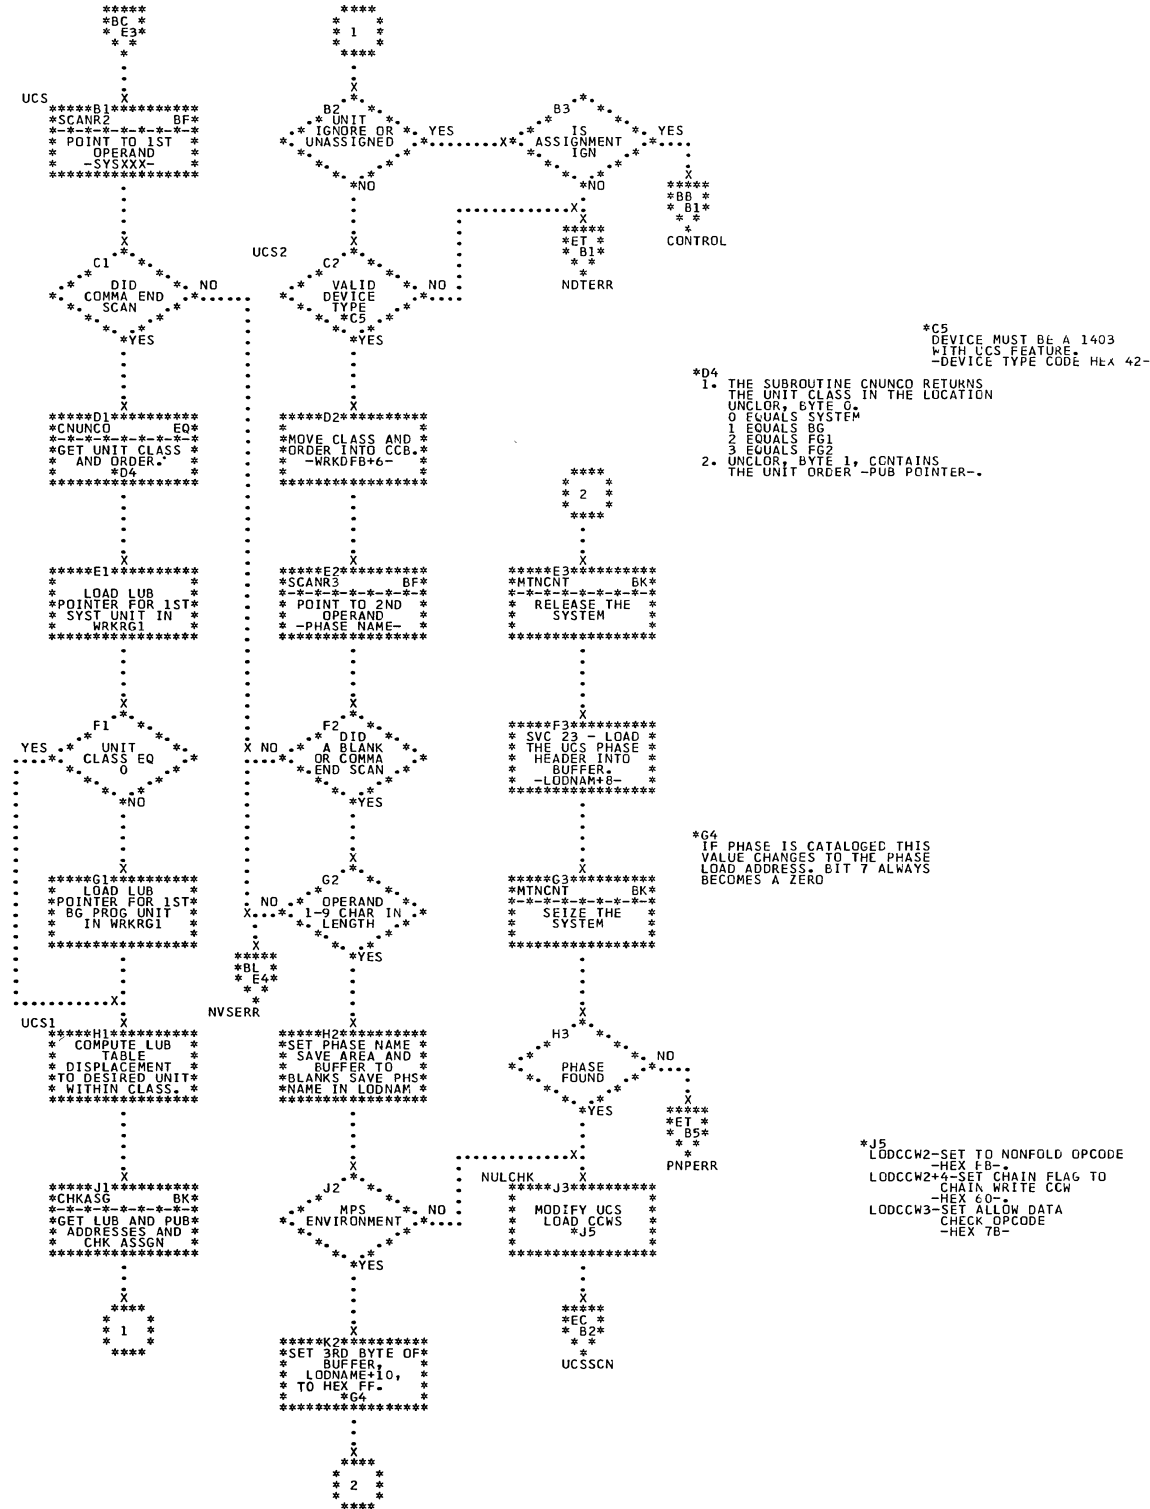 BC
E3
UCS
B1
SCANR2 BF
POINT TO 1ST
OPERAND
-SYSXXX-
C1
DID
COMMA END
SCAN
NO
YES
D1
CNUNCO EQ
GET UNIT CLASS
AND ORDER.
*D4
E1
LOAD LUB
POINTER FOR 1ST
SYST UNIT IN
WRKRG1
F1
UNIT
CLASS EQ
0
YES
NO
G1
LOAD LUB
POINTER FOR 1ST
BG PROG UNIT
IN WRKRG1
UCS1
H1
COMPUTE LUB
TABLE
DISPLACEMENT
TO DESIRED UNIT
WITHIN CLASS.
J1
CHKASG BK
GET LUB AND PUB
ADDRESSES AND
CHK ASSGN
1
1
B2
UNIT
IGNORE OR
UNASSIGNED
YES
NO
UCS2
C2
VALID
DEVICE
TYPE
*C5
NO
YES
D2
MOVE CLASS AND
ORDER INTO CCB.
-WRKDFB+6-
E2
SCANR3 BF
POINT TO 2ND
OPERAND
-PHASE NAME-
F2
DID
A BLANK
OR COMMA
END SCAN
NO
YES
G2
OPERAND
1-9 CHAR IN
LENGTH
NO
YES
BL
E4
NVSERR
H2
SET PHASE NAME
SAVE AREA AND
BUFFER TO
BLANKS SAVE PHS
NAME IN LODNAM
J2
MPS
ENVIRONMENT
NO
YES
K2
SET 3RD BYTE OF
BUFFER,
LODNAME+10,
TO HEX FF.
*G4
2
B3
IS
ASSIGNMENT
IGN
YES
NO
BB
B1
CONTROL
ET
B1
NDTERR
2
E3
MTNCNT BK
RELEASE THE
SYSTEM
F3
SVC 23 - LOAD
THE UCS PHASE
HEADER INTO
BUFFER.
-LODNAM+8-
G3
MTNCNT BK
SEIZE THE
SYSTEM
H3
PHASE
FOUND
NO
YES
ET
B5
PNPERR
NULCHK
J3
MODIFY UCS
LOAD CCWS
*J5
EC
B2
UCSSCN
*C5
DEVICE MUST BE A 1403
WITH UCS FEATURE.
-DEVICE TYPE CODE HEX 42-
*D4
1. THE SUBROUTINE CNUNCO RETURNS
THE UNIT CLASS IN THE LOCATION
UNCLOR, BYTE 0.
0 EQUALS SYSTEM
1 EQUALS BG
2 EQUALS FG1
3 EQUALS FG2
2. UNCLOR, BYTE 1, CONTAINS
THE UNIT ORDER -PUB POINTER-.
*G4
IF PHASE IS CATALOGED THIS
VALUE CHANGES TO THE PHASE
LOAD ADDRESS. BIT 7 ALWAYS
BECOMES A ZERO
*J5
LODCCW2-SET TO NONFOLD OPCODE
-HEX FB-.
LODCCW2+4-SET CHAIN FLAG TO
CHAIN WRITE CCW
-HEX 60-.
LODCCW3-SET ALLOW DATA
CHECK OPCODE
-HEX 7B-